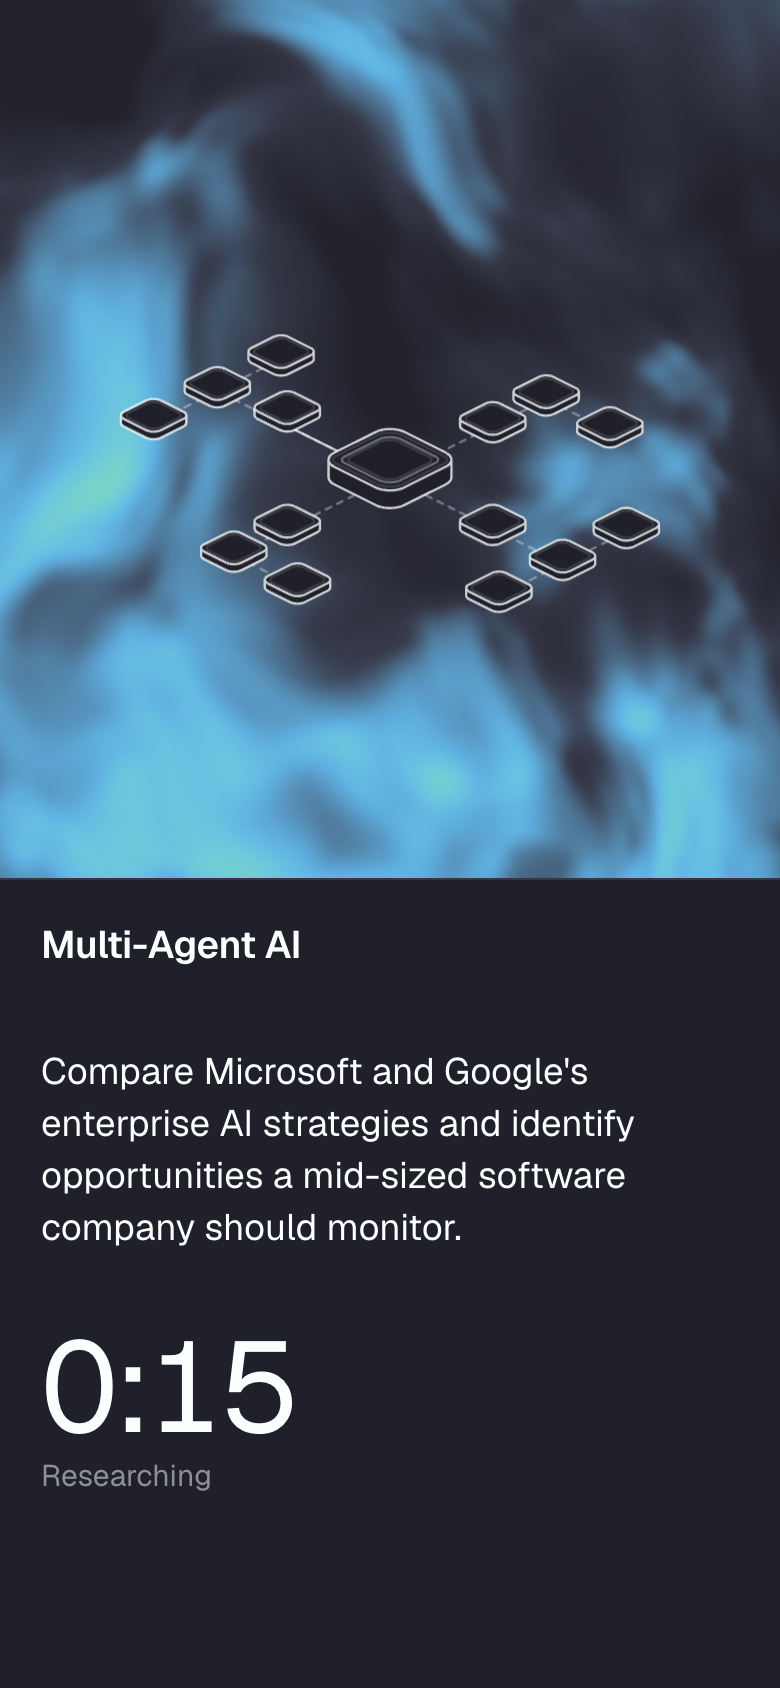 Multi-Agent AI
Compare Microsoft and Google's
enterprise AI strategies and identify
opportunities a mid-sized software
company should monitor.
0:15
Researching